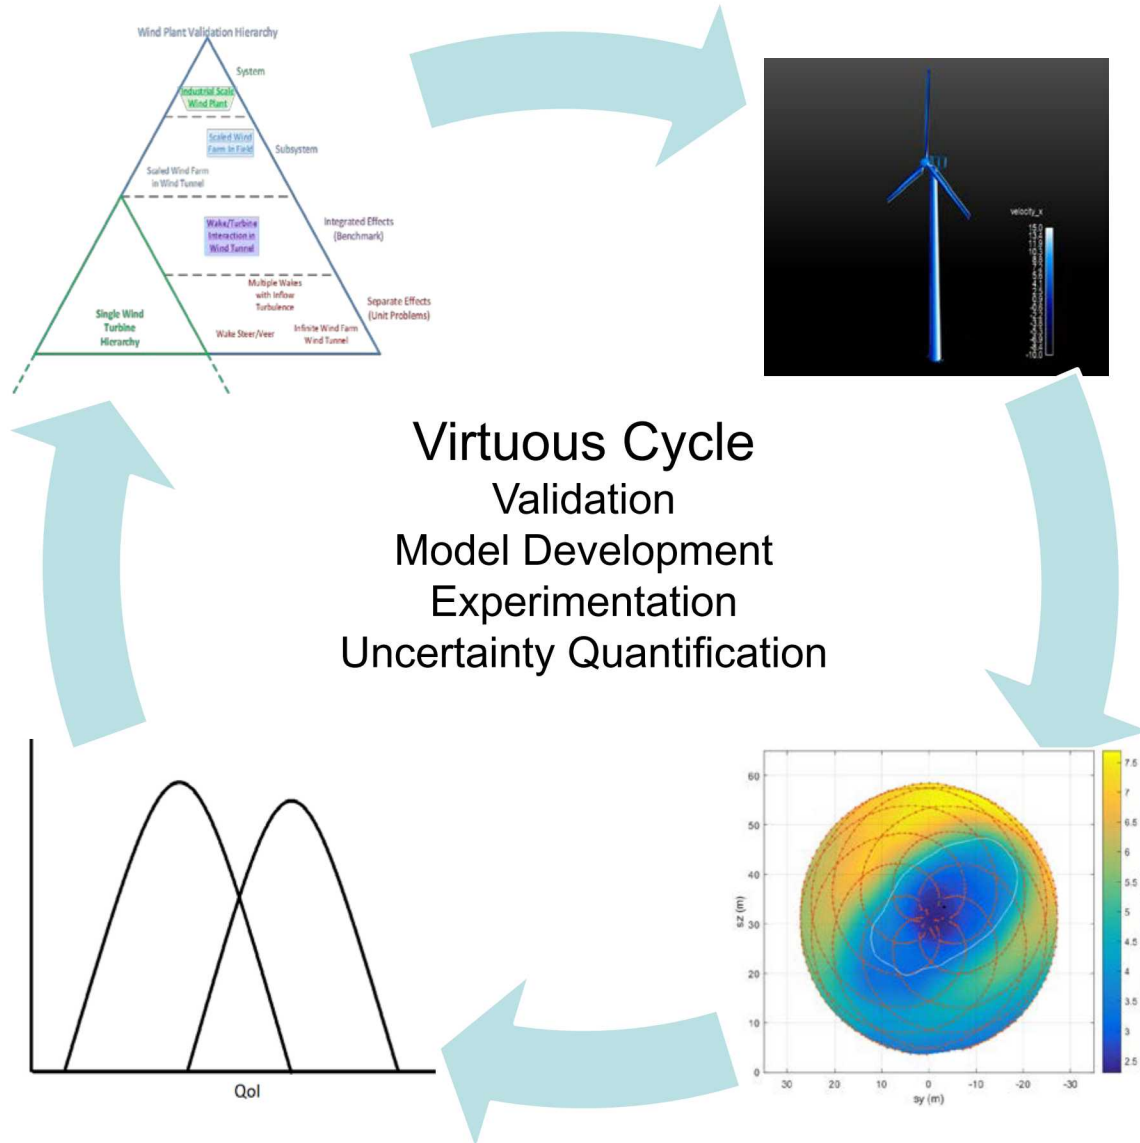 Wind Plant Validation Hierarchy
System
Industrial Scale
Wind Plant
Scaled Wind
Farm In Field
Subsystem
Scaled Wind Farm
in Wind Tunnel
Wake/Turbine
Interaction in
Wind Tunnel
Integrated Effects
(Benchmark)
Multiple Wakes
with Inflow
Turbulence
Separate Effects
(Unit Problems)
Single Wind
Turbine
Hierarchy
Wake Steer/Veer
Infinite Wind Farm
Wind Tunnel
velocity_x
Virtuous Cycle
Validation
Model Development
Experimentation
Uncertainty Quantification
QoI
60
50
40
30
20
10
0
sz (m)
30
20
10
0
-10
-20
-30
sy (m)
7.5
7
6.5
6
5.5
5
4.5
4
3.5
3
2.5